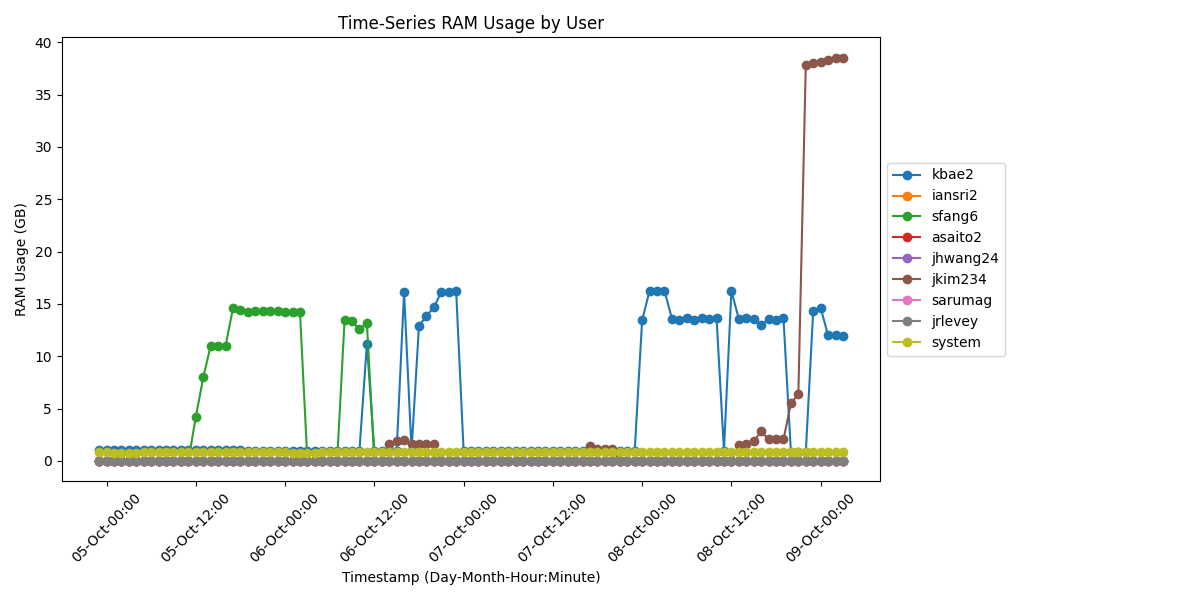 Time-Series RAM Usage by User
RAM Usage (GB)
40
35
30
25
20
15
10
5
0
05-Oct-00:00
05-Oct-12:00
06-Oct-00:00
06-Oct-12:00
07-Oct-00:00
07-Oct-12:00
08-Oct-00:00
08-Oct-12:00
09-Oct-00:00
Timestamp (Day-Month-Hour:Minute)
kbae2
iansri2
sfang6
asaito2
jhwang24
jkim234
sarumag
jrlevey
system